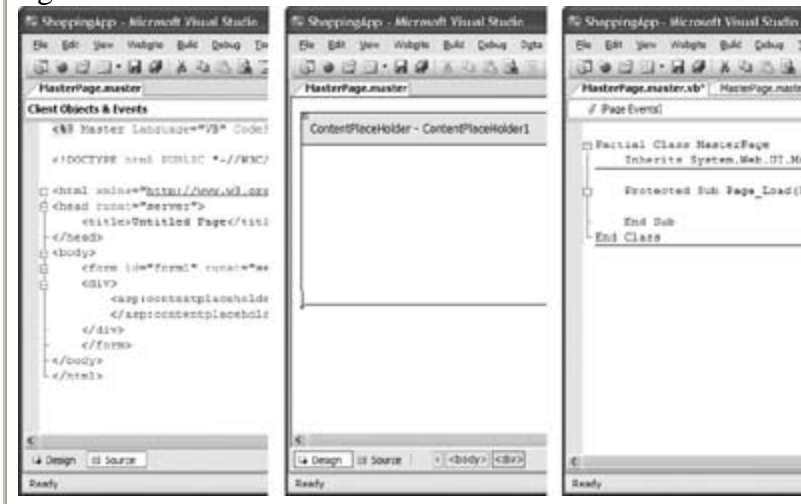 ShoppingApp - Microsoft Visual Studio
File Edit View Website Build Debug
MasterPage.master
Client Objects & Events
<%@ Master Language="VB"
<!DOCTYPE html PUBLIC "-//W3C/
<html xmlns="http://www.w3.org
<head runat="server">
<title>Untitled Page</titl
</head>
<body>
<form id="form1" runat="se
<div>
<asp:contentplaceholde
</asp:contentplacehold
</div>
</form>
</body>
</html>
Design Source
Ready
ShoppingApp - Microsoft Visual Studio
File Edit View Website Build Debug Data
MasterPage.master
ContentPlaceHolder - ContentPlaceHolder1
Design Source <body> <div>
Ready
ShoppingApp - Microsoft Visual Studio
File Edit View Website Build Debug
MasterPage.master.vb* MasterPage.maste
(Page Events)
Partial Class MasterPage
Inherits System.Web.UI.M
Protected Sub Page_Load(
End Sub
End Class
Ready